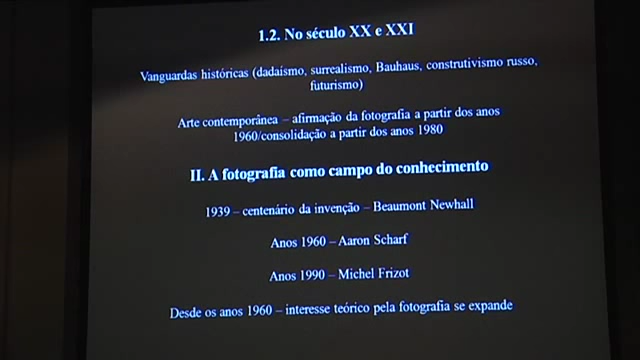 1.2. No século XX e XXI
Vanguardas históricas (dadaísmo, surrealismo, Bauhaus, construtivismo russo,
futurismo)
Arte contemporânea – afirmação da fotografia a partir dos anos
1960/consolidação a partir dos anos 1980
II. A fotografia como campo do conhecimento
1939 – centenário da invenção – Beaumont Newhall
Anos 1960 – Aaron Scharf
Anos 1990 – Michel Frizot
Desde os anos 1960 – interesse teórico pela fotografia se expande